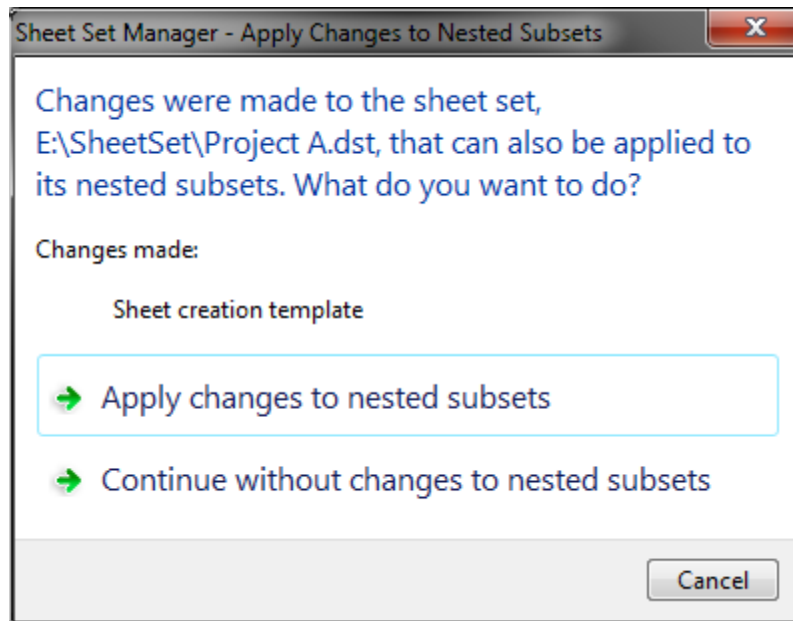 Sheet Set Manager - Apply Changes to Nested Subsets
Changes were made to the sheet set,
E:\SheetSet\Project A.dst, that can also be applied to
its nested subsets. What do you want to do?
Changes made:
Sheet creation template
Apply changes to nested subsets
Continue without changes to nested subsets
Cancel